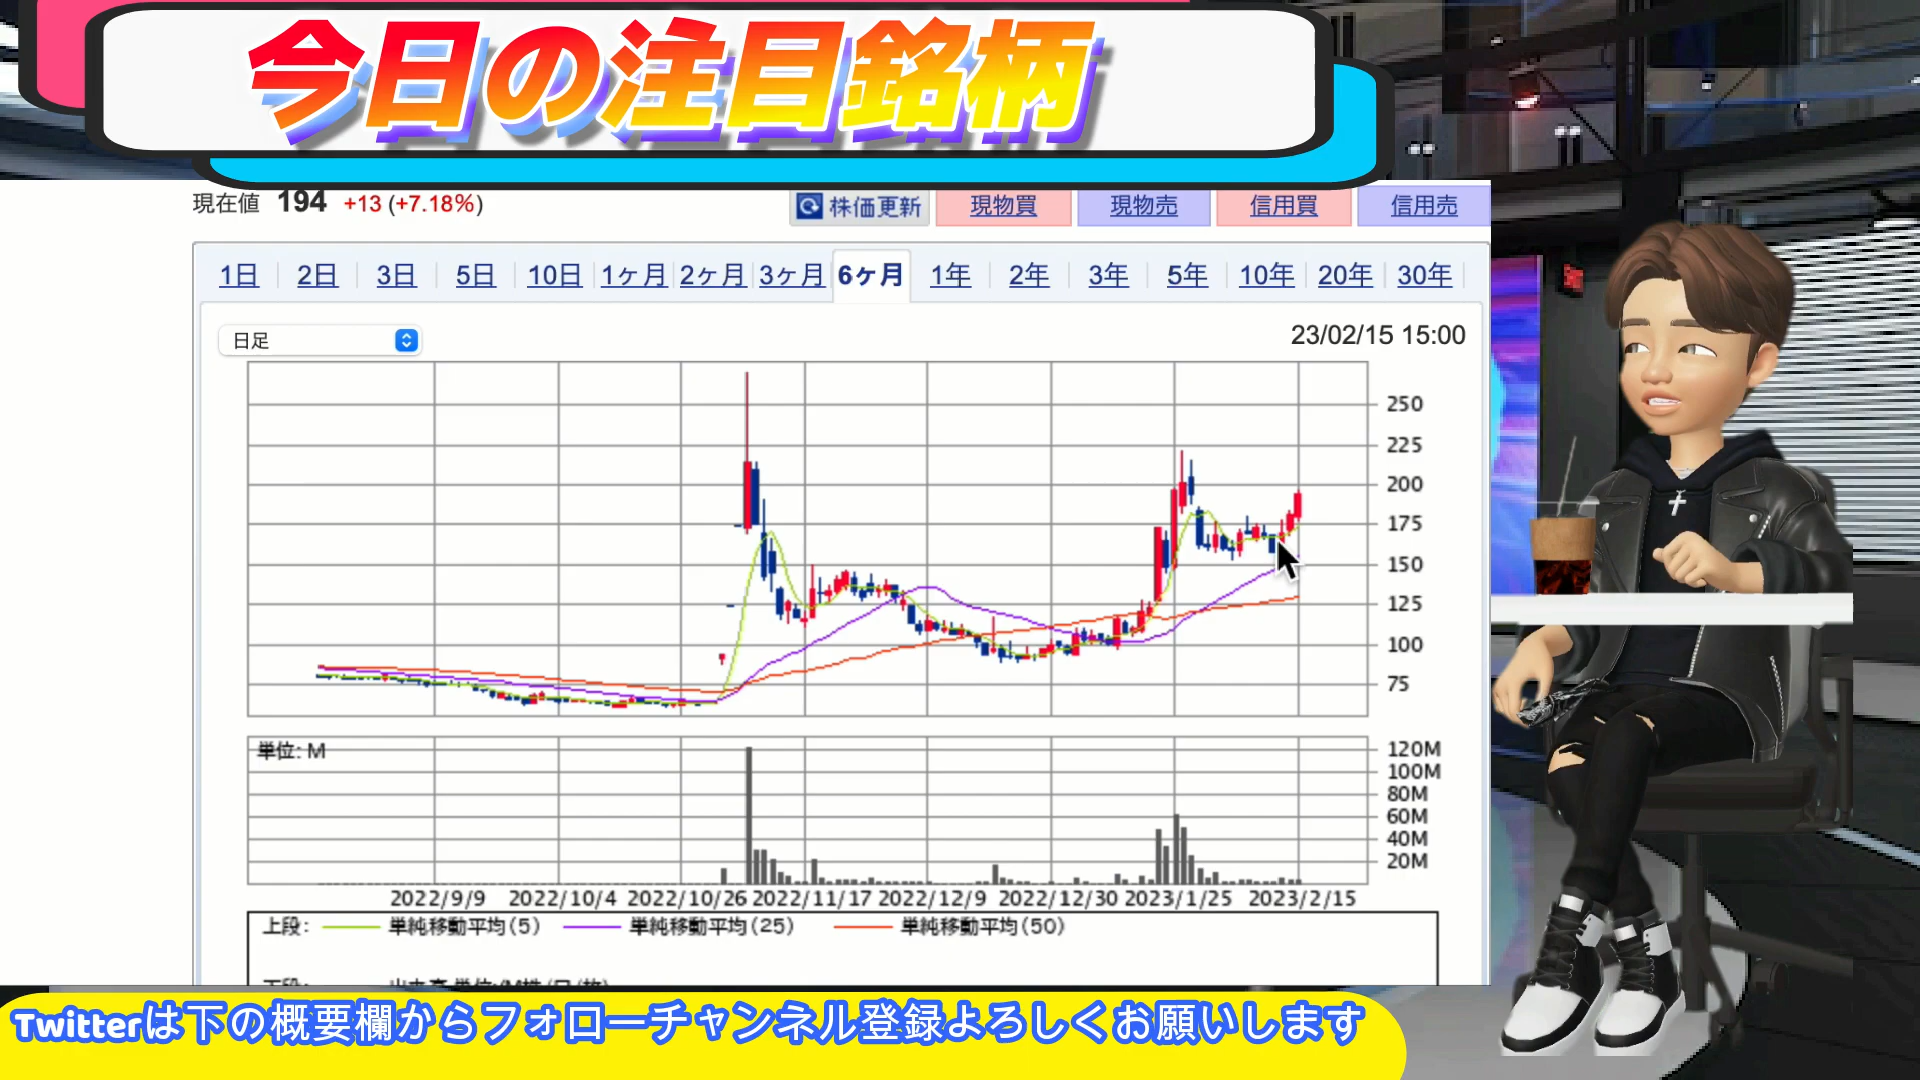 今日の注目銘柄
現在値 194 +13 (+7.18%) 株価更新 現物買 現物売 信用買 信用売
1日 2日 3日 5日 10日 1ヶ月 2ヶ月 3ヶ月 6ヶ月 1年 2年 3年 5年 10年 20年 30年
日足 23/02/15 15:00
250
225
200
175
150
125
100
75
単位: M
120M
100M
80M
60M
40M
20M
2022/9/9 2022/10/4 2022/10/26 2022/11/17 2022/12/9 2022/12/30 2023/1/25 2023/2/15
上段: 単純移動平均(5) 単純移動平均(25) 単純移動平均(50)
Twitterは下の概要欄からフォローチャンネル登録よろしくお願いします